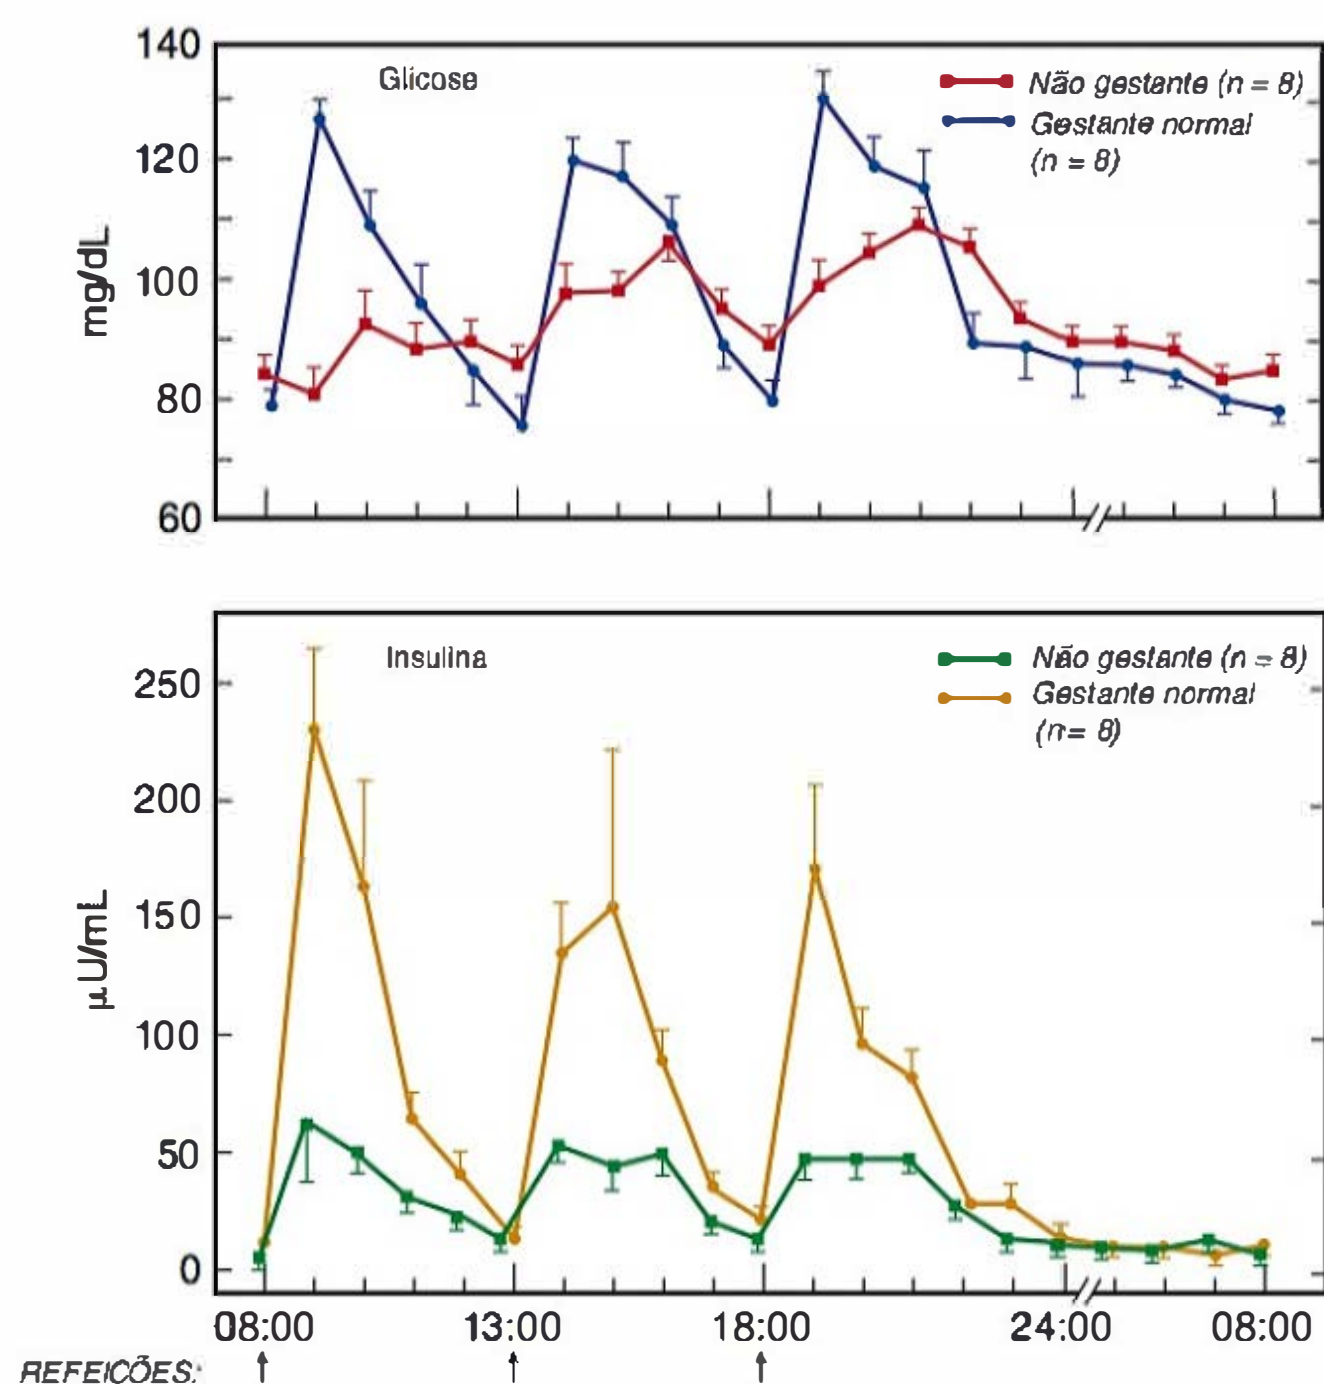 140
120
100
80
60
mg/dL
Glicose
Não gestante (n = 8)
Gestante normal
(n = 8)
250
200
150
100
50
0
μU/mL
Insulina
Não gestante (n = 8)
Gestante normal
(n = 8)
08:00 13:00 18:00 24:00 08:00
REFEIÇÕES: